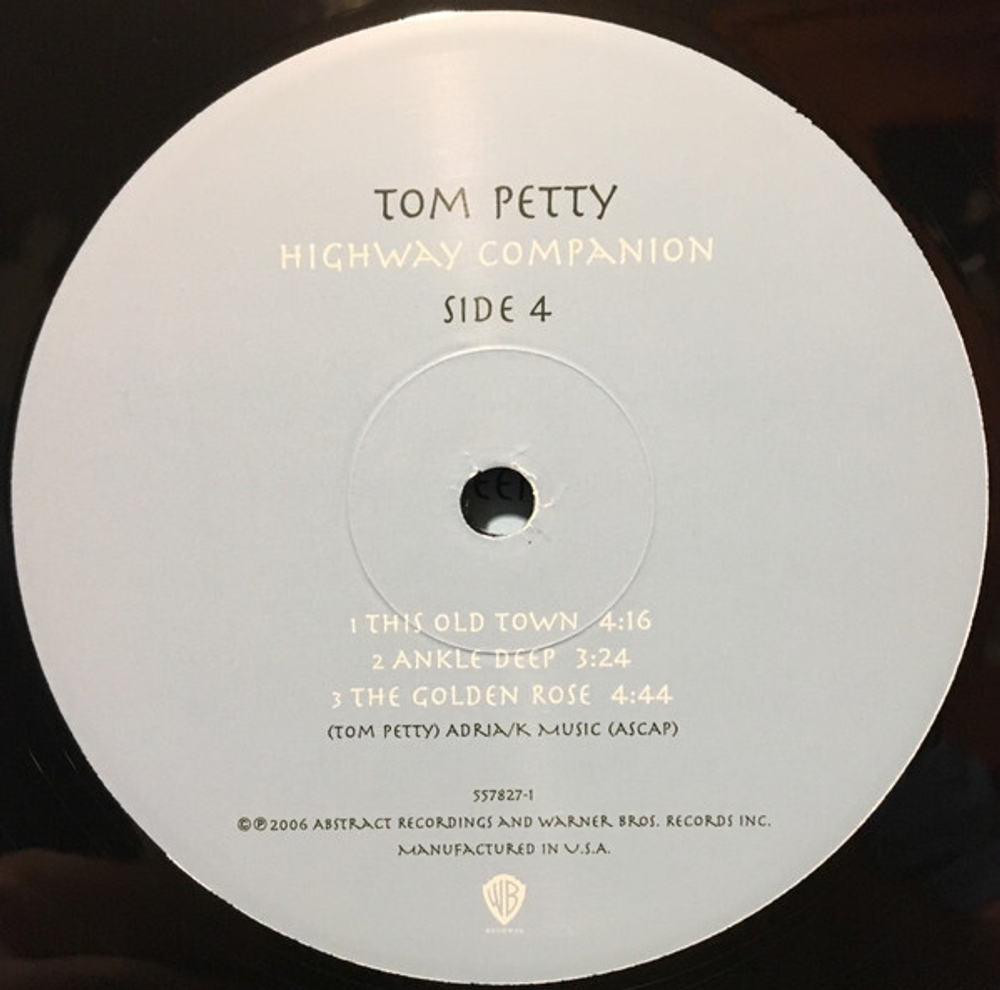 TOM PETTY
HIGHWAY COMPANION
SIDE 4
1 THIS OLD TOWN 4:16
2 ANKLE DEEP 3:24
3 THE GOLDEN ROSE 4:44
(TOM PETTY) ADRIA/K MUSIC (ASCAP)
557827-1
©℗2006 ABSTRACT RECORDINGS AND WARNER BROS. RECORDS INC.
MANUFACTURED IN U.S.A.
WB
RECORDS